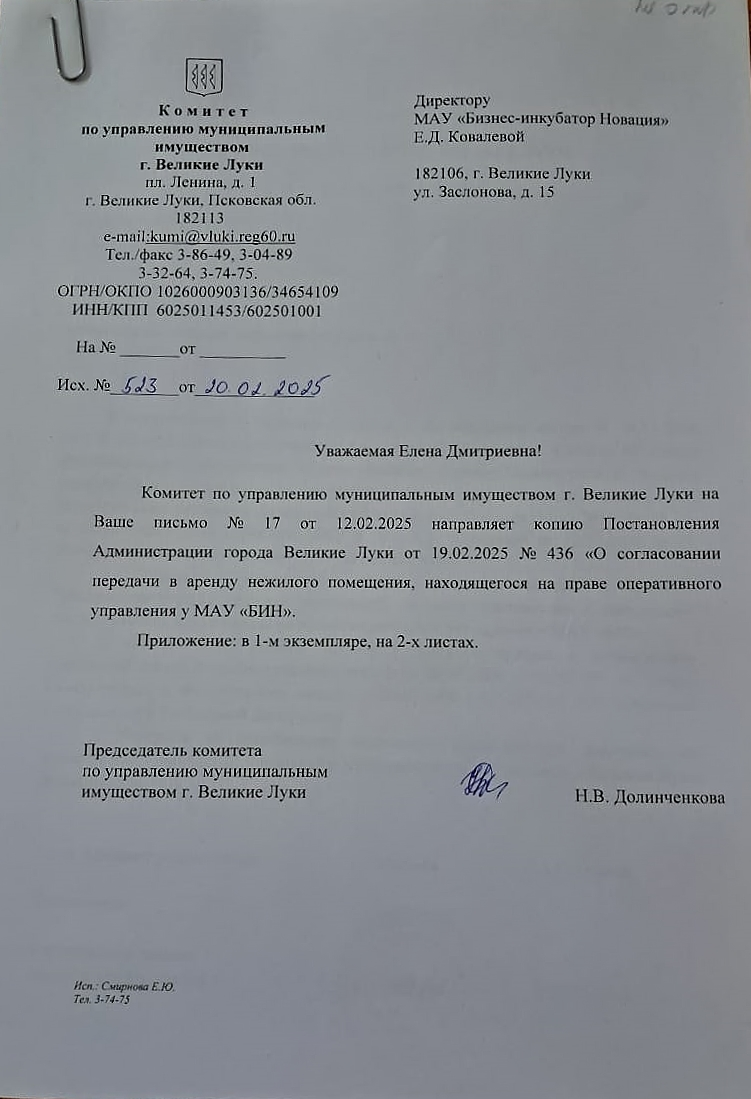 Комитет
по управлению муниципальным
имуществом
г. Великие Луки
пл. Ленина, д. 1
г. Великие Луки, Псковская обл.
182113
e-mail:kumi@vluki.reg60.ru
Тел./факс 3-86-49, 3-04-89
3-32-64, 3-74-75.
ОГРН/ОКПО 1026000903136/34654109
ИНН/КПП 6025011453/602501001
На № _______ от __________
Исх. № 523 от 20.02.2025
Директору
МАУ «Бизнес-инкубатор Новация»
Е.Д. Ковалевой
182106, г. Великие Луки
ул. Заслонова, д. 15
Уважаемая Елена Дмитриевна!
Комитет по управлению муниципальным имуществом г. Великие Луки на
Ваше письмо № 17 от 12.02.2025 направляет копию Постановления
Администрации города Великие Луки от 19.02.2025 № 436 «О согласовании
передачи в аренду нежилого помещения, находящегося на праве оперативного
управления у МАУ «БИН».
Приложение: в 1-м экземпляре, на 2-х листах.
Председатель комитета
по управлению муниципальным
имуществом г. Великие Луки
Н.В. Долинченкова
Исп.: Смирнова Е.Ю.
Тел. 3-74-75